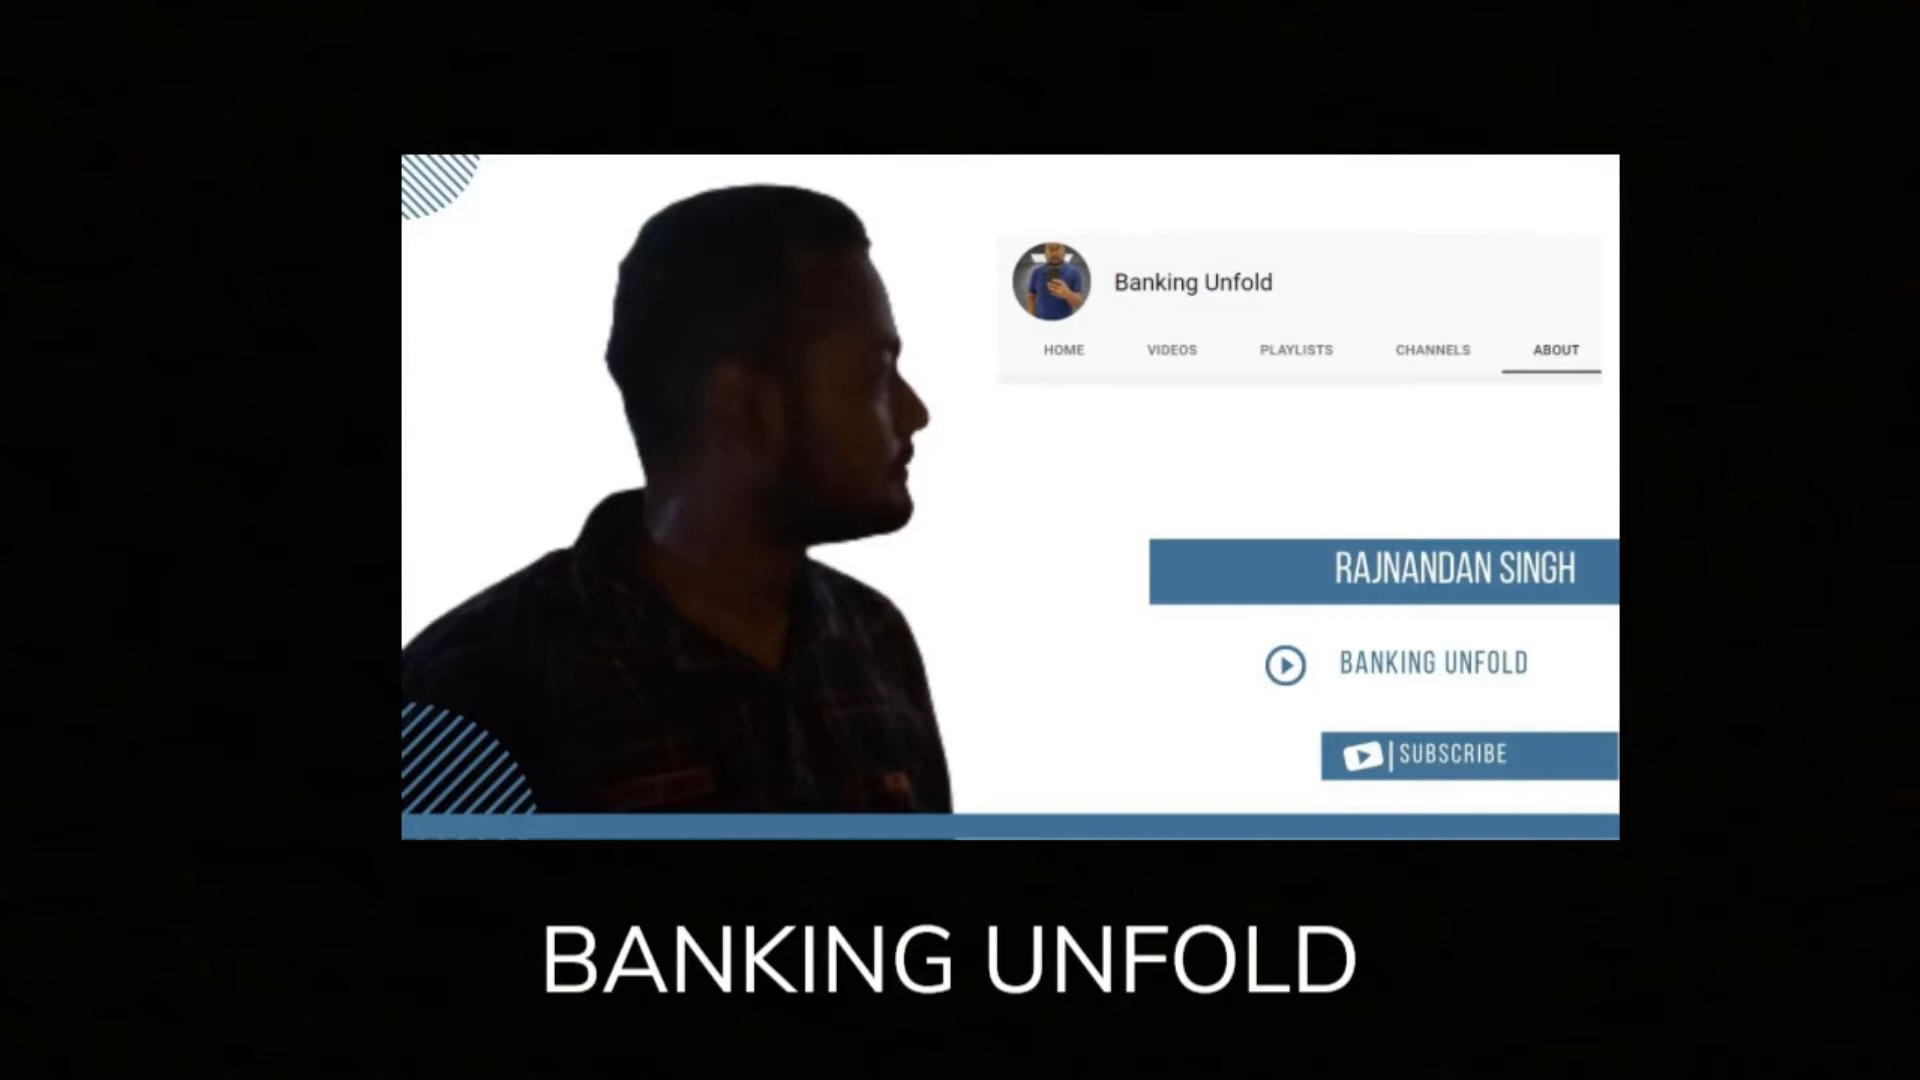 Banking Unfold
HOME VIDEOS PLAYLISTS CHANNELS ABOUT
RAJNANDAN SINGH
BANKING UNFOLD
SUBSCRIBE
BANKING UNFOLD